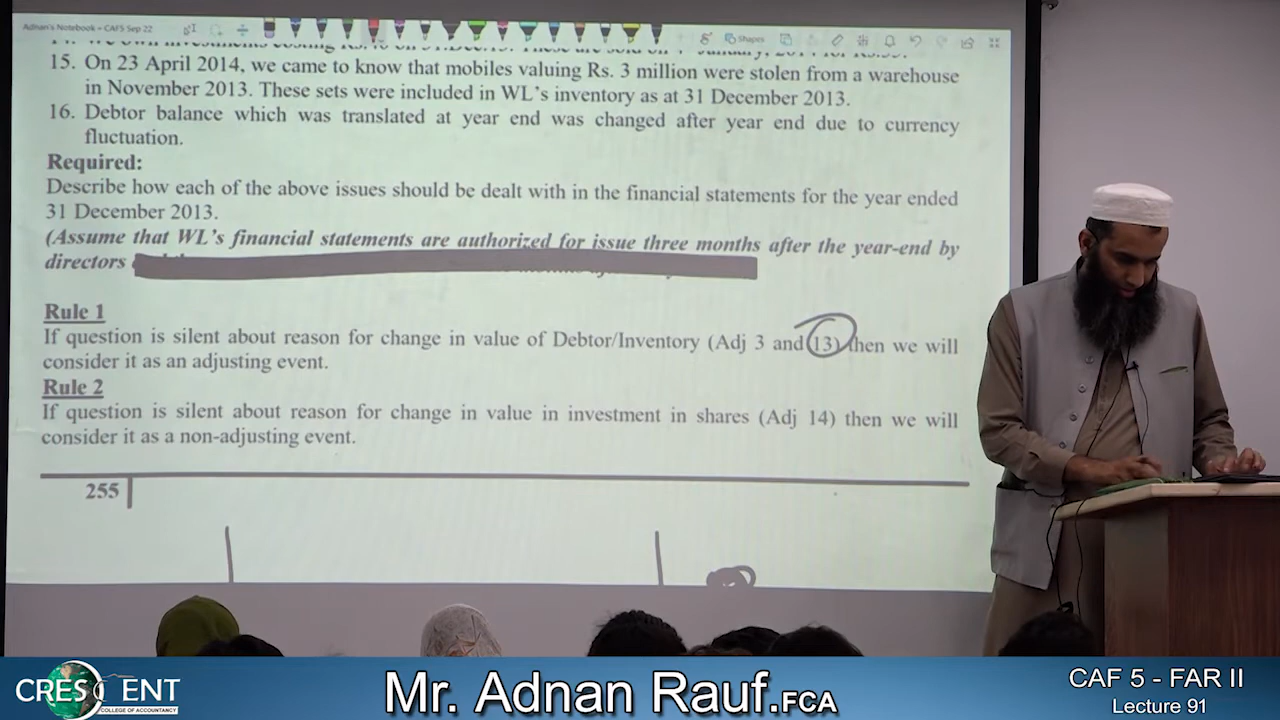 Adnan's Notebook - CAF5 Sep 22
Shapes
15. On 23 April 2014, we came to know that mobiles valuing Rs. 3 million were stolen from a warehouse
in November 2013. These sets were included in WL's inventory as at 31 December 2013.
16. Debtor balance which was translated at year end was changed after year end due to currency
fluctuation.
Required:
Describe how each of the above issues should be dealt with in the financial statements for the year ended
31 December 2013.
(Assume that WL's financial statements are authorized for issue three months after the year-end by
directors
Rule 1
If question is silent about reason for change in value of Debtor/Inventory (Adj 3 and 13) then we will
consider it as an adjusting event.
Rule 2
If question is silent about reason for change in value in investment in shares (Adj 14) then we will
consider it as a non-adjusting event.
255
CRESCENT
COLLEGE OF ACCOUNTANCY
Mr. Adnan Rauf.FCA
CAF 5 - FAR II
Lecture 91